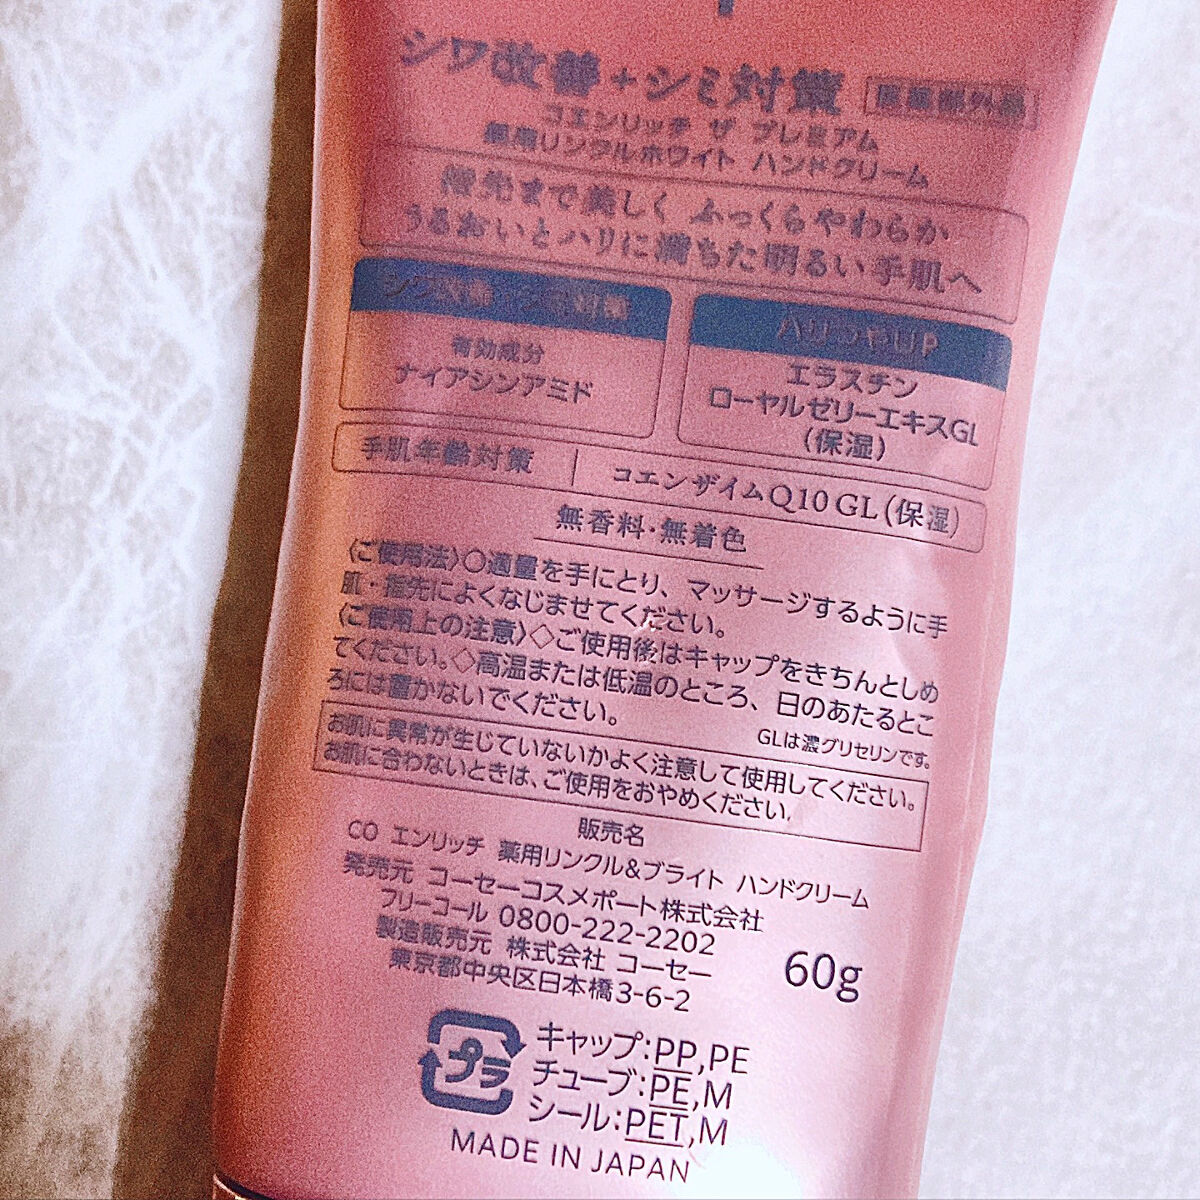 シワ改善+シミ対策 医薬部外品
コエンリッチ ザ プレミアム
薬用リンクルホワイト ハンドクリーム
指先まで美しく ふっくらやわらか
うるおいとハリに満ちた明るい手肌へ
シワ改善・シミ対策
有効成分
ナイアシンアミド
ハリつやUP
エラスチン
ローヤルゼリーエキスGL
(保湿)
手肌年齢対策 コエンザイムQ10 GL(保湿)
無香料・無着色
〈ご使用法〉○適量を手にとり、マッサージするように手
肌・指先によくなじませてください。
〈ご使用上の注意〉◇ご使用後はキャップをきちんとしめ
てください。◇高温または低温のところ、日のあたるとこ
ろには置かないでください。
GLは濃グリセリンです。
お肌に異常が生じていないかよく注意して使用してください。
お肌に合わないときは、ご使用をおやめください。
販売名
CO エンリッチ 薬用リンクル&ブライト ハンドクリーム
発売元 コーセーコスメポート株式会社
フリーコール 0800-222-2202
製造販売元 株式会社 コーセー
東京都中央区日本橋3-6-2
60g
プラ
キャップ:PP,PE
チューブ:PE,M
シール:PET,M
MADE IN JAPAN